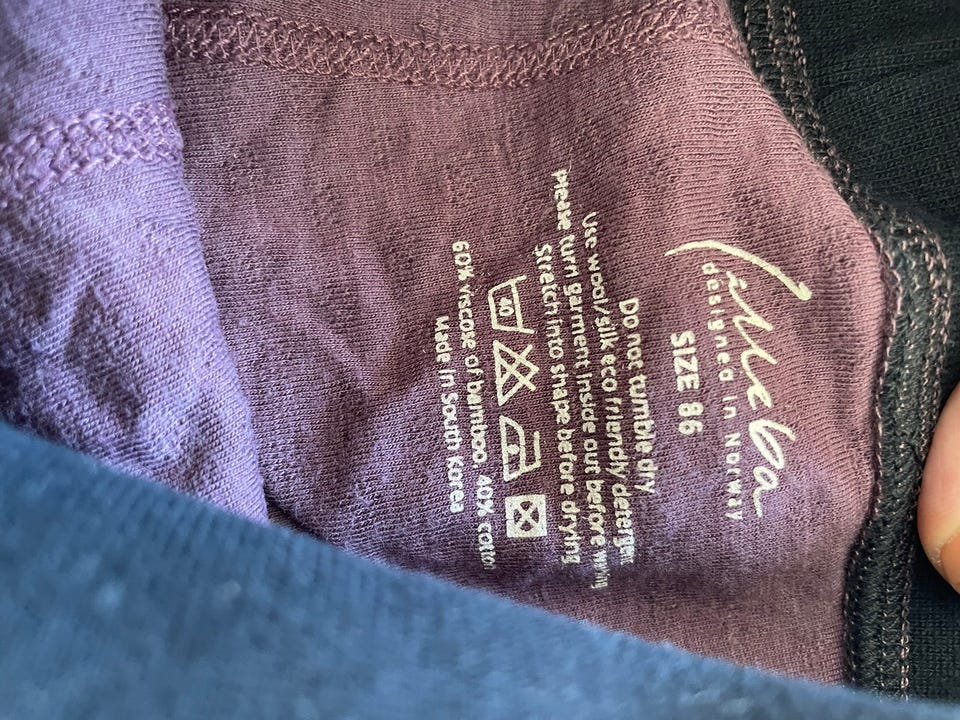 designed in Norway
SIZE 86
Do not tumble dry.
Use wool/silk eco friendly detergent
Please turn garment inside out before
Stretch into shape before drying
40
60% viscose of bamboo. 40% cotton
Made in South Korea